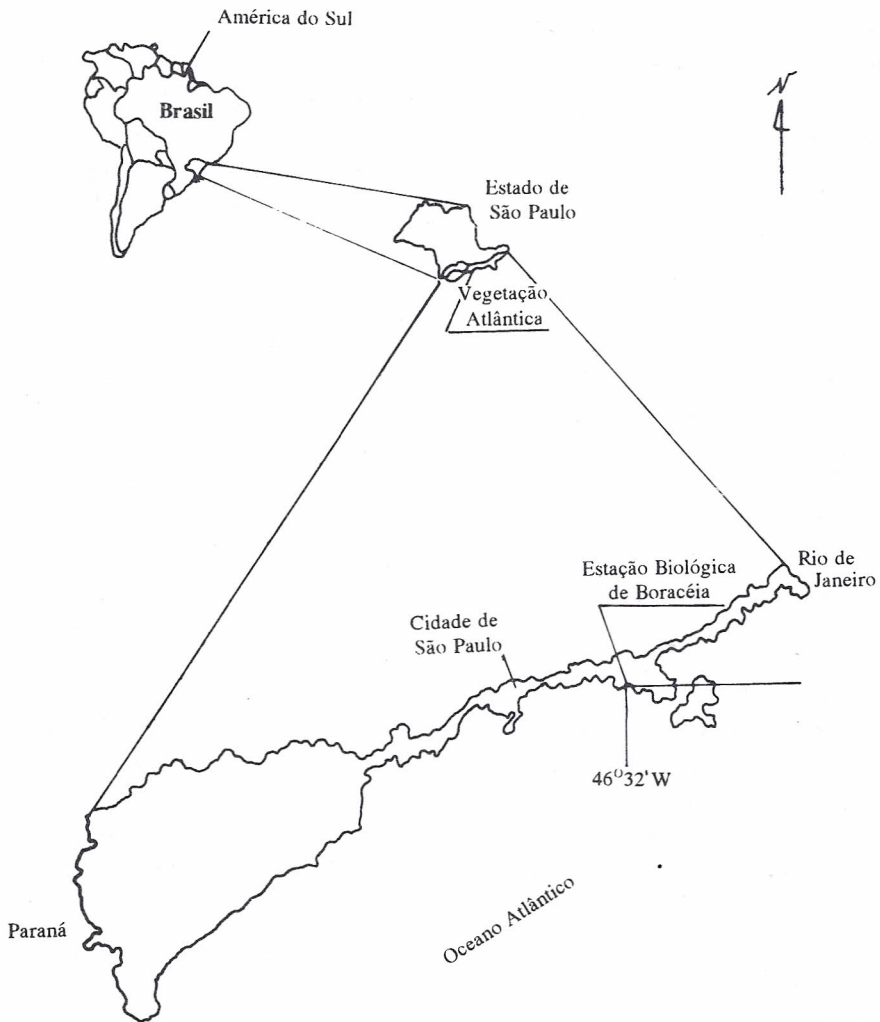 América do Sul
Brasil
N
Estado de
São Paulo
Vegetação
Atlântica
Rio de
Janeiro
Estação Biológica
de Boracéia
Cidade de
São Paulo
46°32'W
Paraná
Oceano Atlântico